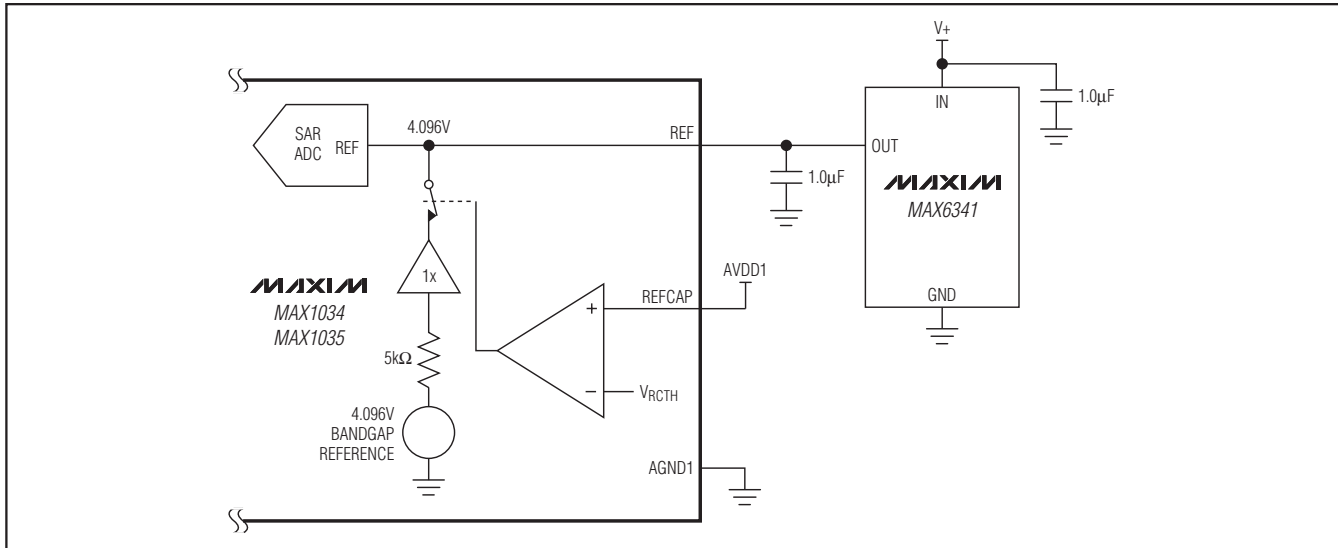 V+
IN
1.0µF
SAR
ADC
REF
4.096V
REF
OUT
1.0µF
MAXIM
MAX6341
GND
1x
MAXIM
MAX1034
MAX1035
AVDD1
REFCAP
+
5kΩ
−
VRCTH
4.096V
BANDGAP
REFERENCE
AGND1